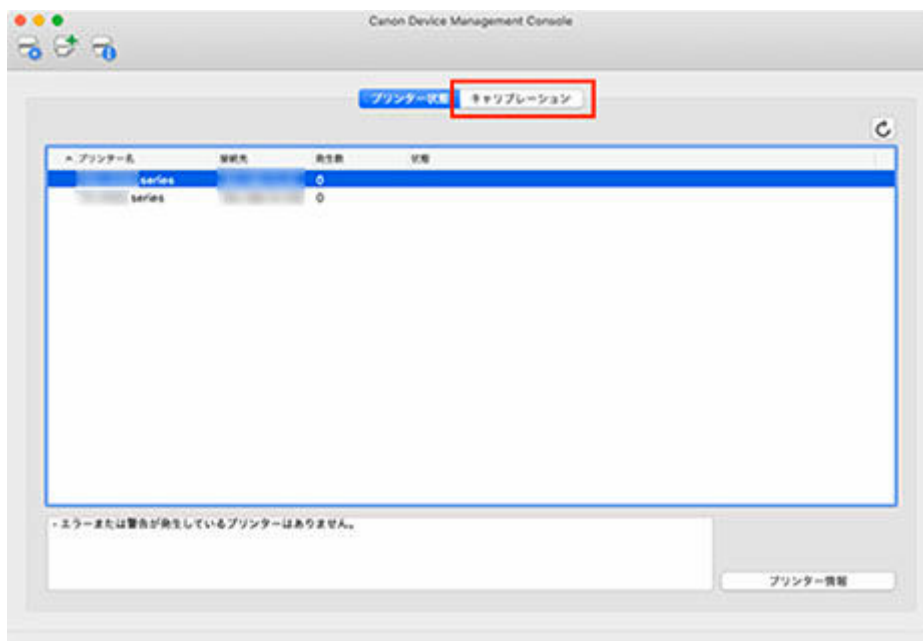 Canon Device Management Console
プリンター状態 キャリブレーション
プリンター名 接続先 発生数 状態
series 0
series 0
・エラーまたは警告が発生しているプリンターはありません。
プリンター情報